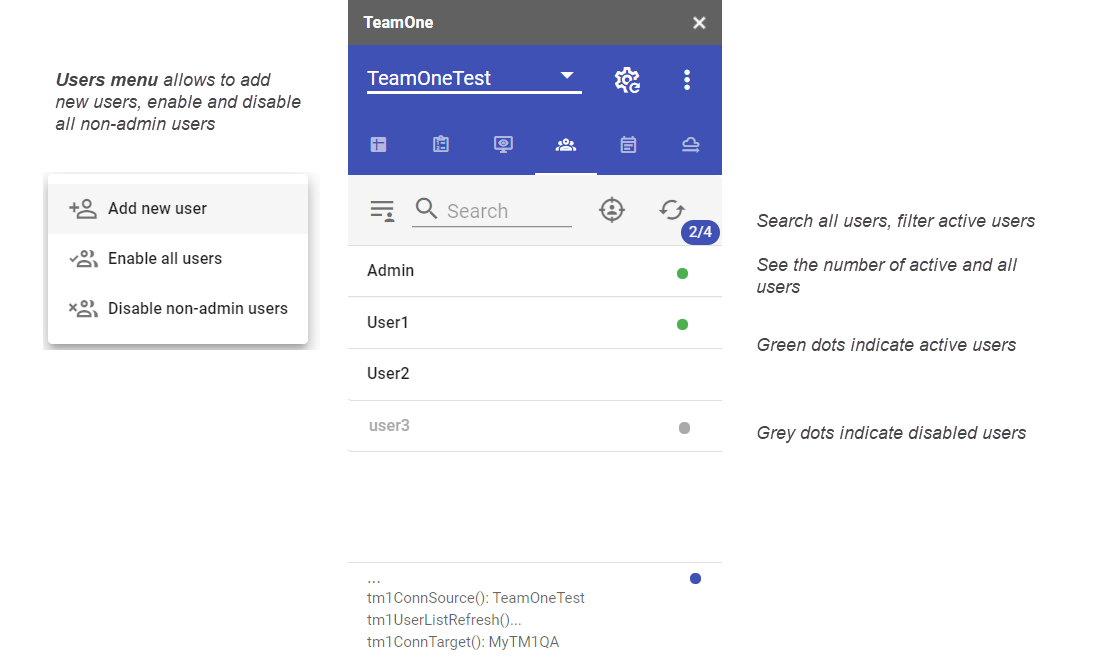 Users menu allows to add
new users, enable and disable
all non-admin users
Add new user
Enable all users
Disable non-admin users
TeamOne
TeamOneTest
Search
2/4
Admin
User1
User2
user3
...
tm1ConnSource(): TeamOneTest
tm1UserListRefresh()...
tm1ConnTarget(): MyTM1QA
Search all users, filter active users
See the number of active and all
users
Green dots indicate active users
Grey dots indicate disabled users